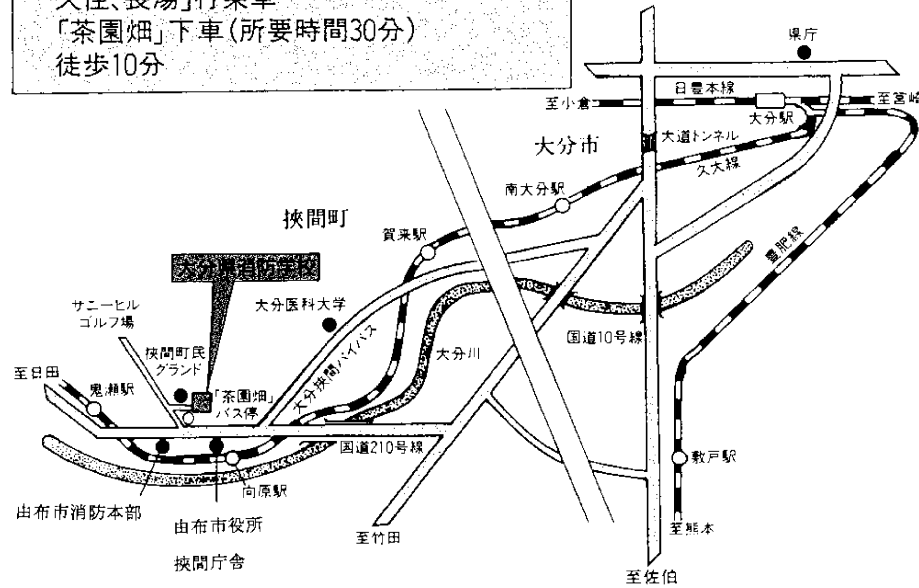 「茶園畑」下車(所要時間30分)
徒歩10分
県庁
日豊本線
至小倉
至宮崎
大分駅
大分市
大道トンネル
久大線
南大分駅
挾間町
賀来駅
豊肥線
大分県消防学校
サニーヒル
ゴルフ場
大分医科大学
国道10号線
挾間町民
グランド
大分川
大分挾間バイパス
至日田
鬼瀬駅
「茶園畑」
バス停
国道210号線
敷戸駅
向原駅
由布市消防本部
由布市役所
挾間庁舎
至竹田
至熊本
至佐伯